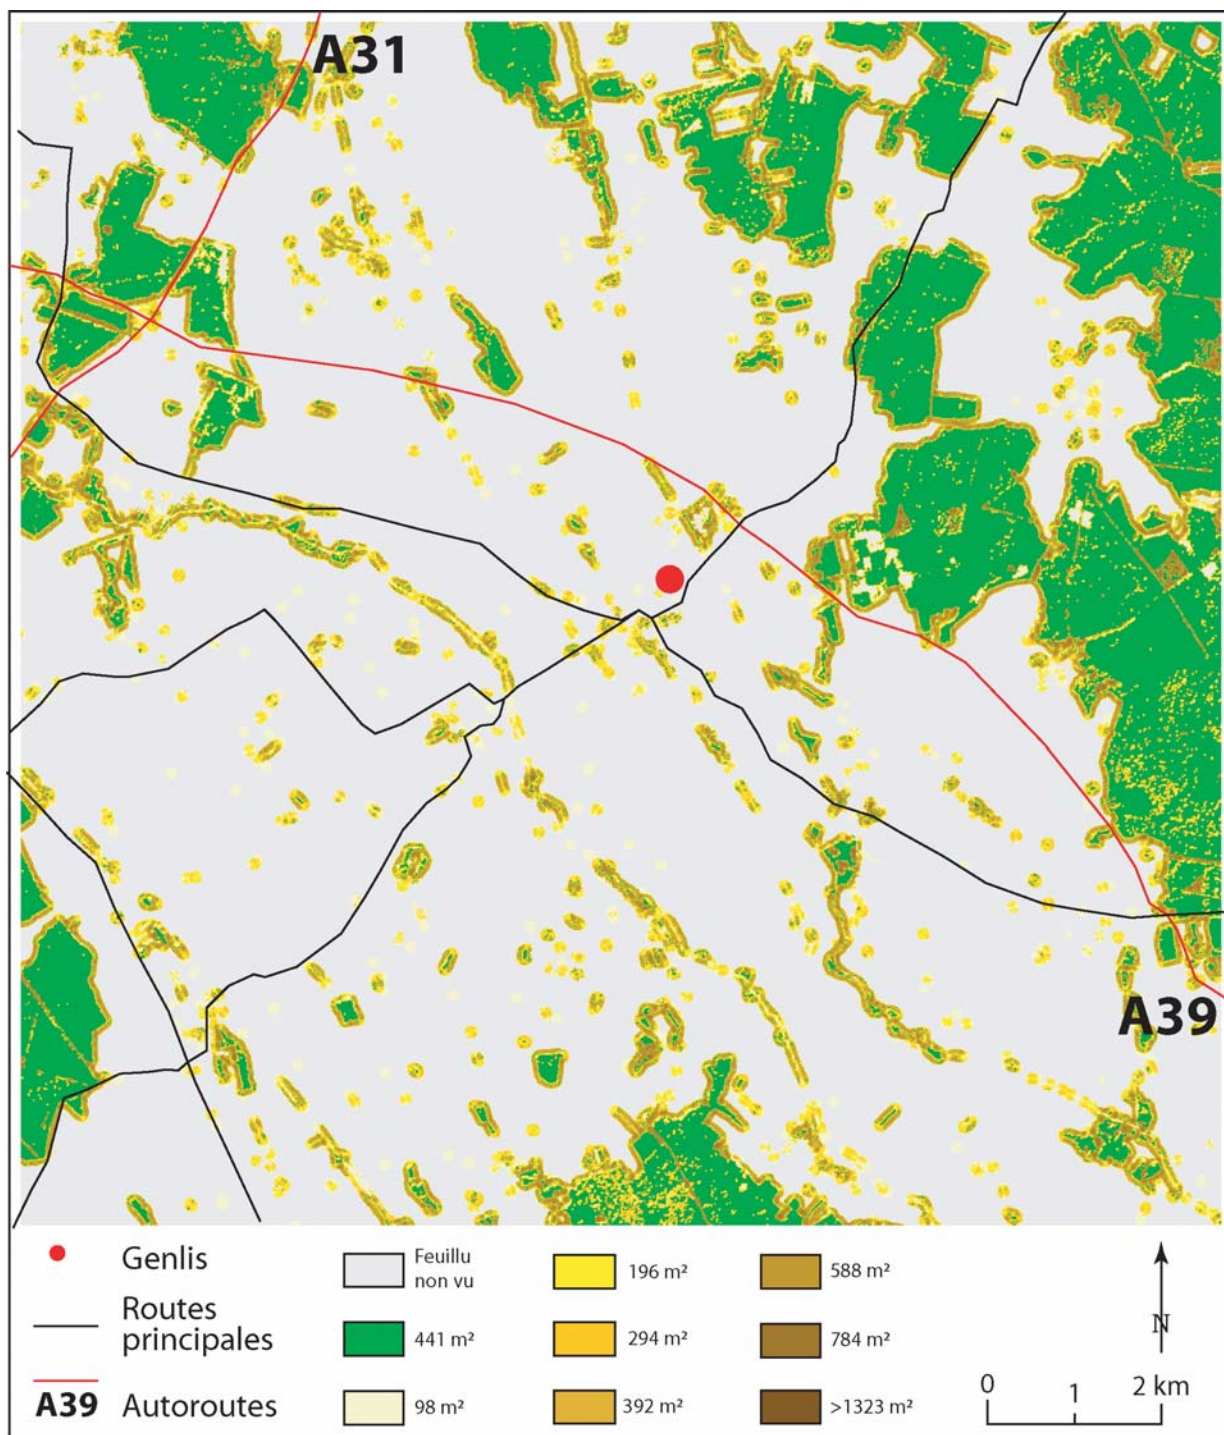 A31
A39
Genlis
Routes
principales
A39 Autoroutes
Feuillu
non vu
441 m²
98 m²
196 m²
294 m²
392 m²
588 m²
784 m²
>1323 m²
N
0 1 2 km